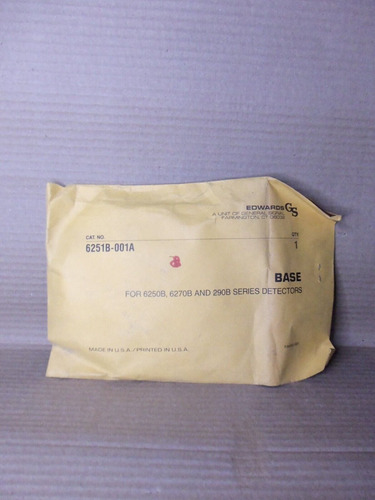 EDWARDS GS
A UNIT OF GENERAL SIGNAL
FARMINGTON, CT 06032
CAT. NO. QTY.
6251B-001A 1
BASE
FOR 6250B, 6270B AND 290B SERIES DETECTORS
MADE IN U.S.A. / PRINTED IN U.S.A.